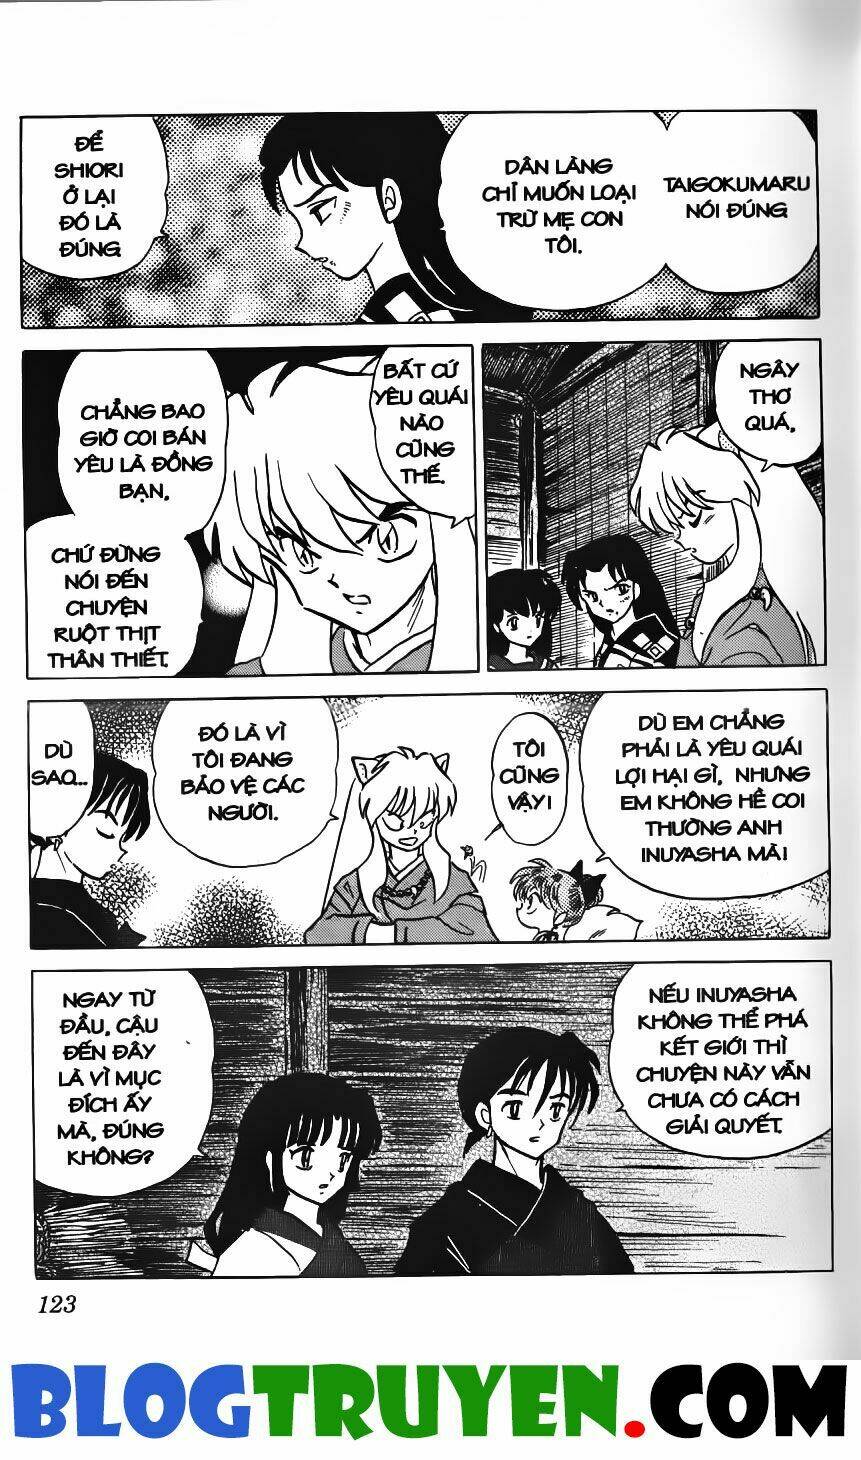 TAIGOKUMARU
NÓI ĐÚNG
DÂN LÀNG
CHỈ MUỐN LOẠI
TRỪ MẸ CON
TÔI.
ĐỂ
SHIORI
Ở LẠI
ĐÓ LÀ
ĐÚNG
NGÂY
THƠ
QUÁ.
BẤT CỨ
YÊU QUÁI
NÀO
CŨNG
THẾ.
CHẲNG BAO
GIỜ COI BÁN
YÊU LÀ ĐỒNG
BẠN.
CHỨ ĐỪNG
NÓI ĐẾN
CHUYỆN
RUỘT THỊT
THÂN THIẾT.
DÙ EM CHẲNG
PHẢI LÀ YÊU QUÁI
LỢI HẠI GÌ, NHƯNG
EM KHÔNG HỀ COI
THƯỜNG ANH
INUYASHA MÀ!
TÔI
CŨNG
VẬY!
ĐÓ LÀ VÌ
TÔI ĐANG
BẢO VỆ CÁC
NGƯỜI.
DÙ
SAO...
NẾU INUYASHA
KHÔNG THỂ PHÁ
KẾT GIỚI THÌ
CHUYỆN NÀY VẪN
CHƯA CÓ CÁCH
GIẢI QUYẾT.
NGAY TỪ
ĐẦU, CẬU
ĐẾN ĐÂY
LÀ VÌ MỤC
ĐÍCH ẤY
MÀ, ĐÚNG
KHÔNG?
123
BLOGTRUYEN.COM